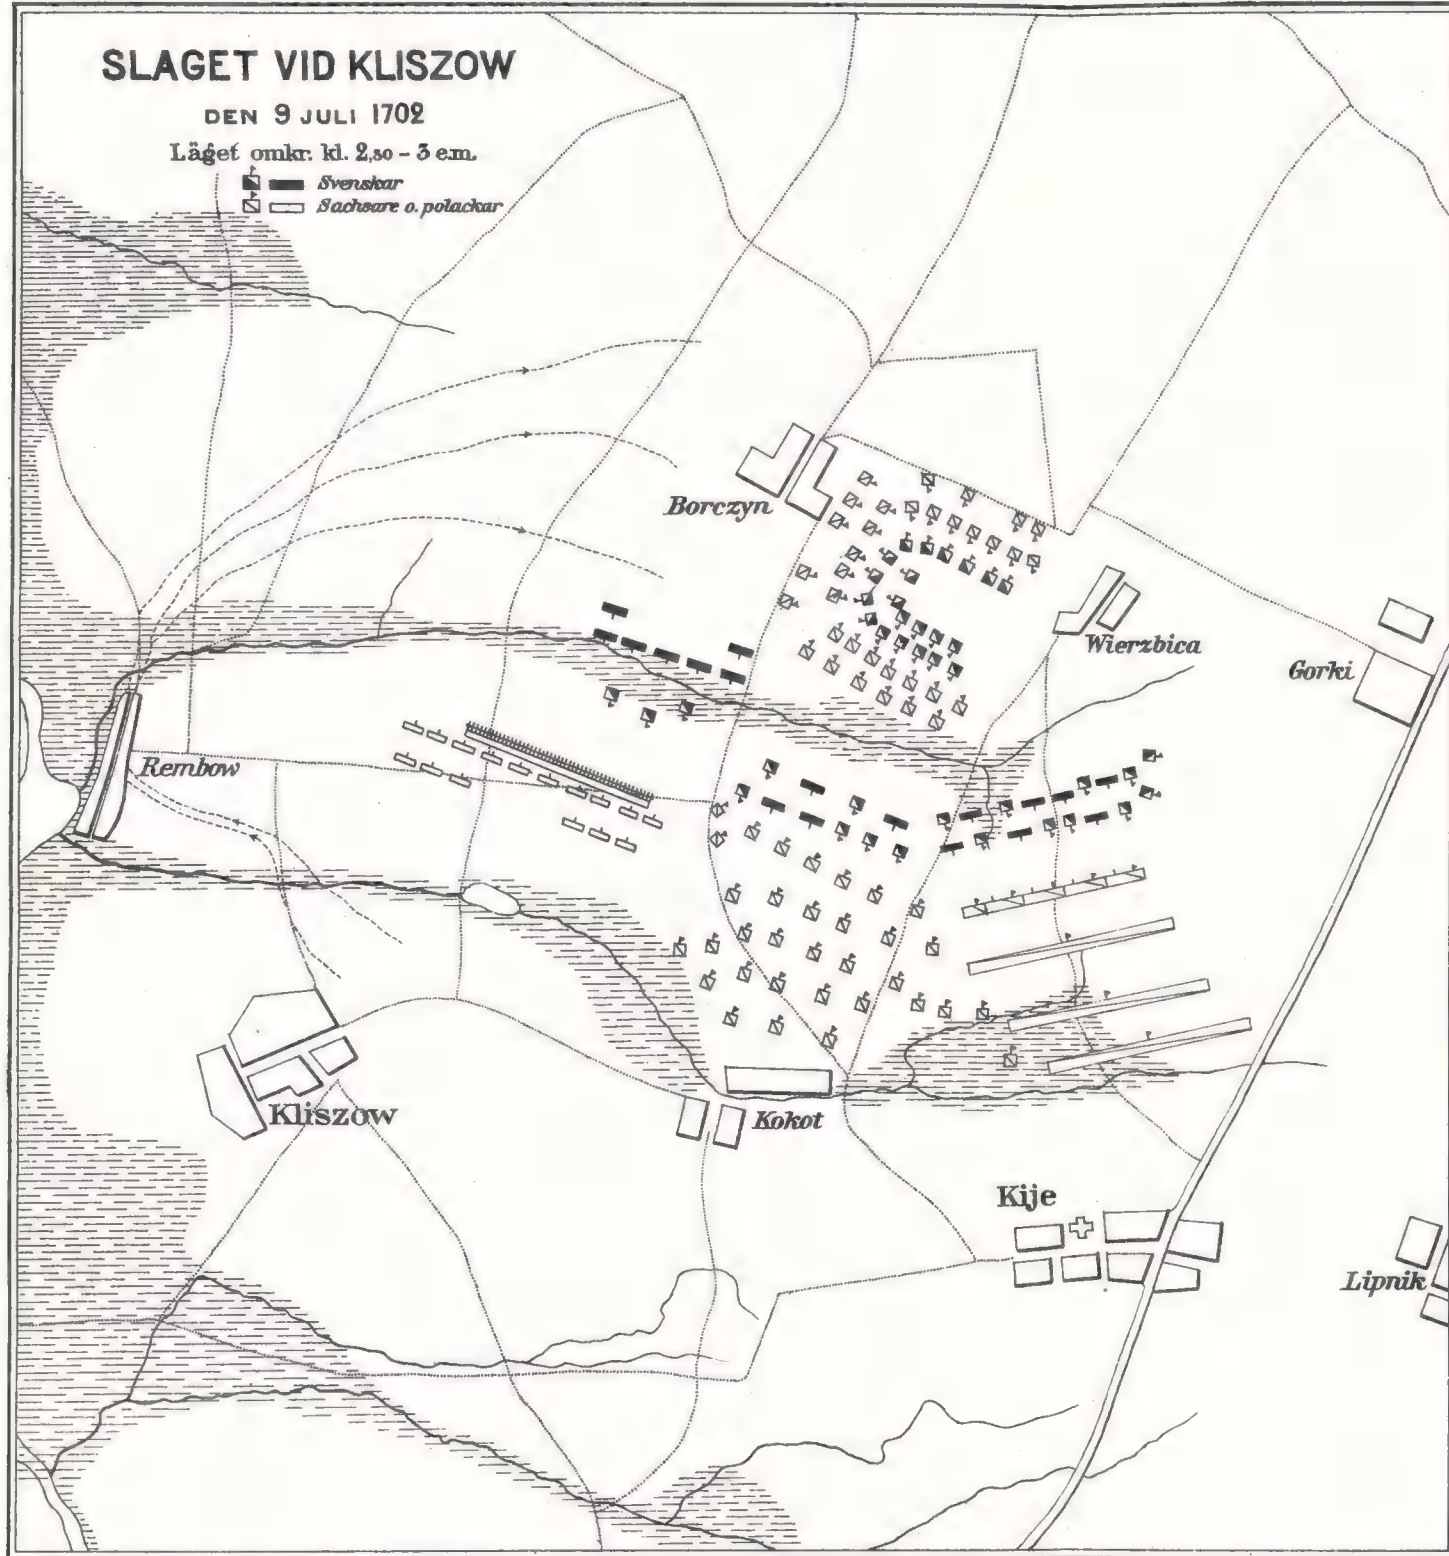 SLAGET VID KLISZOW
DEN 9 JULI 1702
Läget omkr. kl. 2,30 – 3 e.m.
Svenskar
Sachsare o. polackar
Borczyn
Wierzbica
Gorki
Rembow
Kliszow
Kokot
Kije
Lipnik